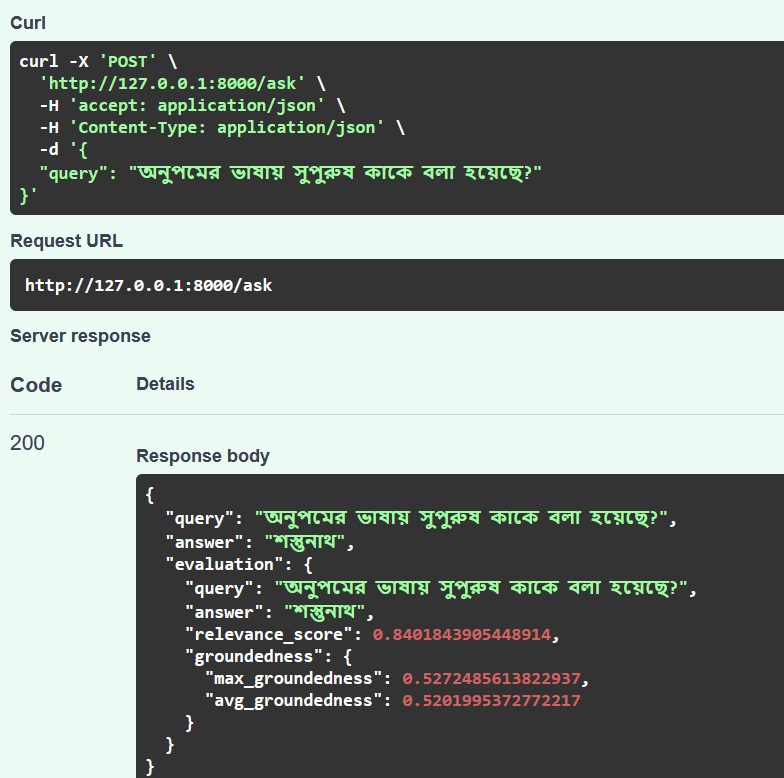 Curl
curl -X 'POST' \
'http://127.0.0.1:8000/ask' \
-H 'accept: application/json' \
-H 'Content-Type: application/json' \
-d '{
"query": "অনুপমের ভাষায় সুপুরুষ কাকে বলা হয়েছে?"
}'
Request URL
http://127.0.0.1:8000/ask
Server response
Code Details
200
Response body
{
"query": "অনুপমের ভাষায় সুপুরুষ কাকে বলা হয়েছে?",
"answer": "শস্তুনাথ",
"evaluation": {
"query": "অনুপমের ভাষায় সুপুরুষ কাকে বলা হয়েছে?",
"answer": "শস্তুনাথ",
"relevance_score": 0.8401843905448914,
"groundedness": {
"max_groundedness": 0.5272485613822937,
"avg_groundedness": 0.5201995372772217
}
}
}